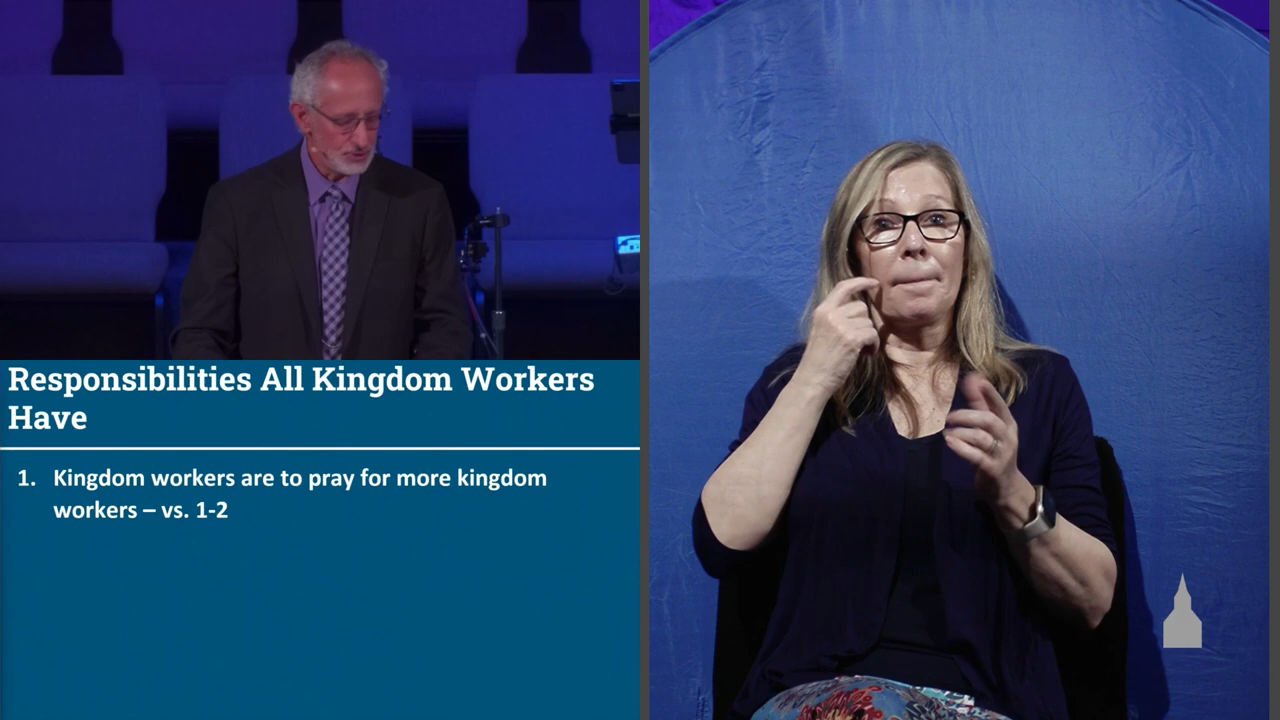 Responsibilities All Kingdom Workers
Have
1. Kingdom workers are to pray for more kingdom
workers – vs. 1-2